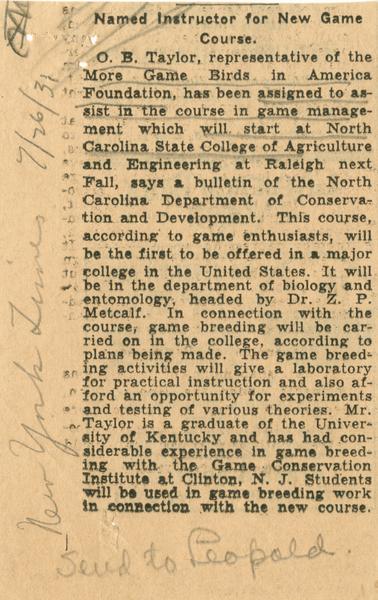 Named Instructor for New Game
Course.
O. B. Taylor, representative of the
More Game Birds in America
Foundation, has been assigned to as-
sist in the course in game manage-
ment which will start at North
Carolina State College of Agriculture
and Engineering at Raleigh next
Fall, says a bulletin of the North
Carolina Department of Conserva-
tion and Development. This course,
according to game enthusiasts, will
be the first to be offered in a major
college in the United States. It will
be in the department of biology and
entomology, headed by Dr. Z. P.
Metcalf. In connection with the
course, game breeding will be car-
ried on in the college, according to
plans being made. The game breed-
ing activities will give a laboratory
for practical instruction and also af-
ford an opportunity for experiments
and testing of various theories. Mr.
Taylor is a graduate of the Univer-
sity of Kentucky and has had con-
siderable experience in game breed-
ing with the Game Conservation
Institute at Clinton, N. J. Students
will be used in game breeding work
in connection with the new course.
New York Times 7/26/31
Send to Leopold.